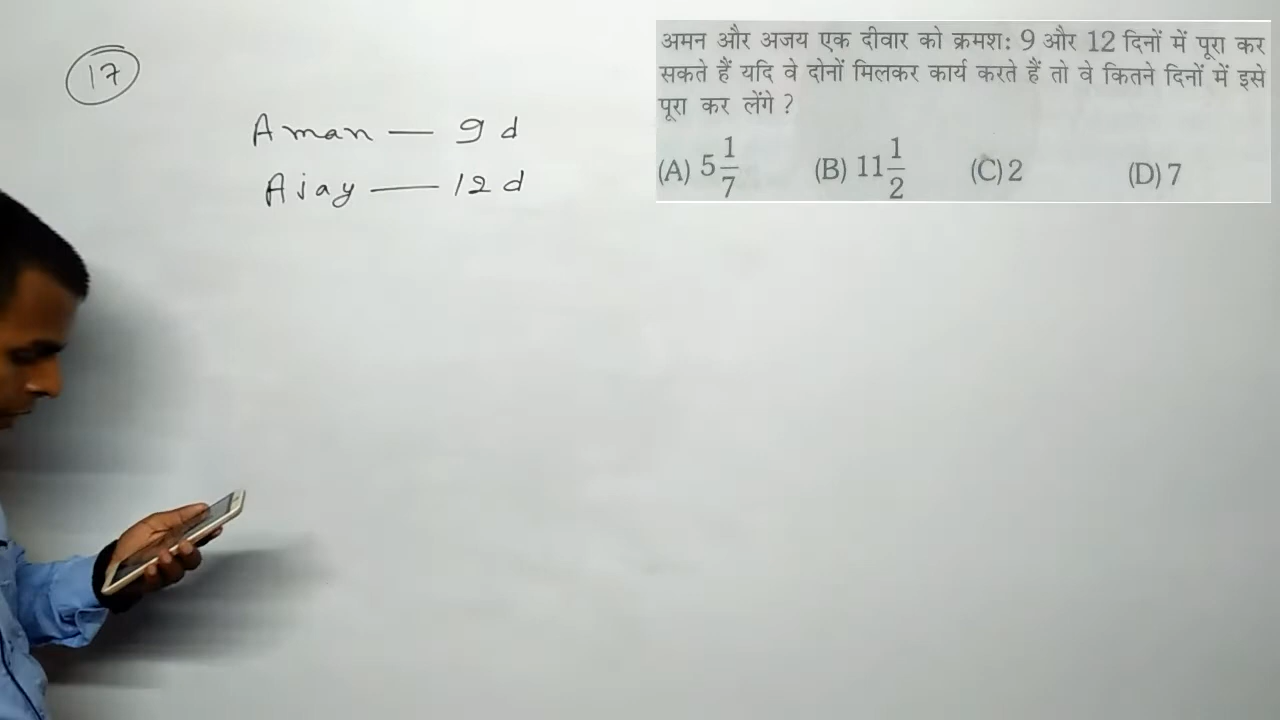 17
Aman — 9 d
Ajay — 12 d
अमन और अजय एक दीवार को क्रमश: 9 और 12 दिनों में पूरा कर
सकते हैं यदि वे दोनों मिलकर कार्य करते हैं तो वे कितने दिनों में इसे
पूरा कर लेंगे ?
(A) 5 1/7 (B) 11 1/2 (C) 2 (D) 7